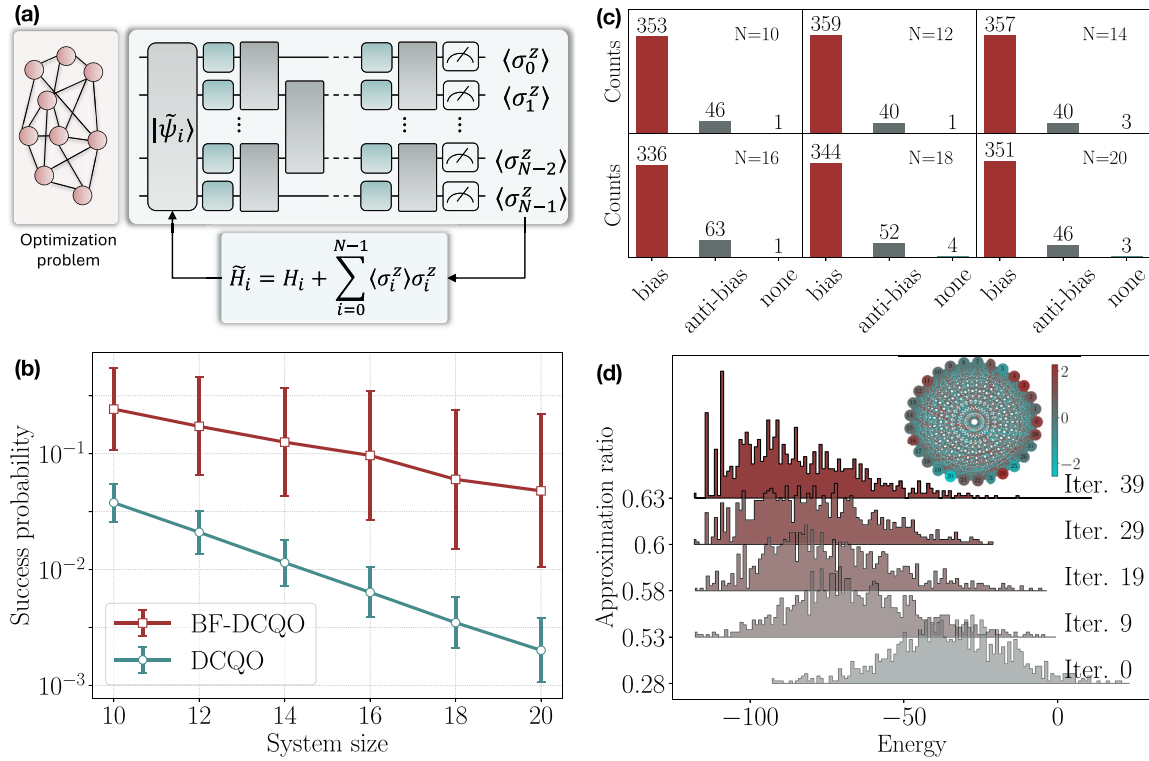 (a)
|ψ̃ᵢ⟩
⟨σ₀ᶻ⟩
⟨σ₁ᶻ⟩
⋮ ⋮ ⋮
⟨σᶻ_{N−2}⟩
⟨σᶻ_{N−1}⟩
Optimization
problem
H̃ᵢ = Hᵢ + ∑_{i=0}^{N−1} ⟨σᵢᶻ⟩σᵢᶻ
(c)
Counts
353 46 1 N=10
359 40 1 N=12
357 40 3 N=14
Counts
336 63 1 N=16
344 52 4 N=18
351 46 3 N=20
bias anti-bias none bias anti-bias none bias anti-bias none
(b)
Success probability
10⁻¹
10⁻²
10⁻³
BF-DCQO
DCQO
10 12 14 16 18 20
System size
(d)
2
0
−2
Approximation ratio
0.63 Iter. 39
0.6 Iter. 29
0.58 Iter. 19
0.53 Iter. 9
0.28 Iter. 0
−100 −50 0
Energy